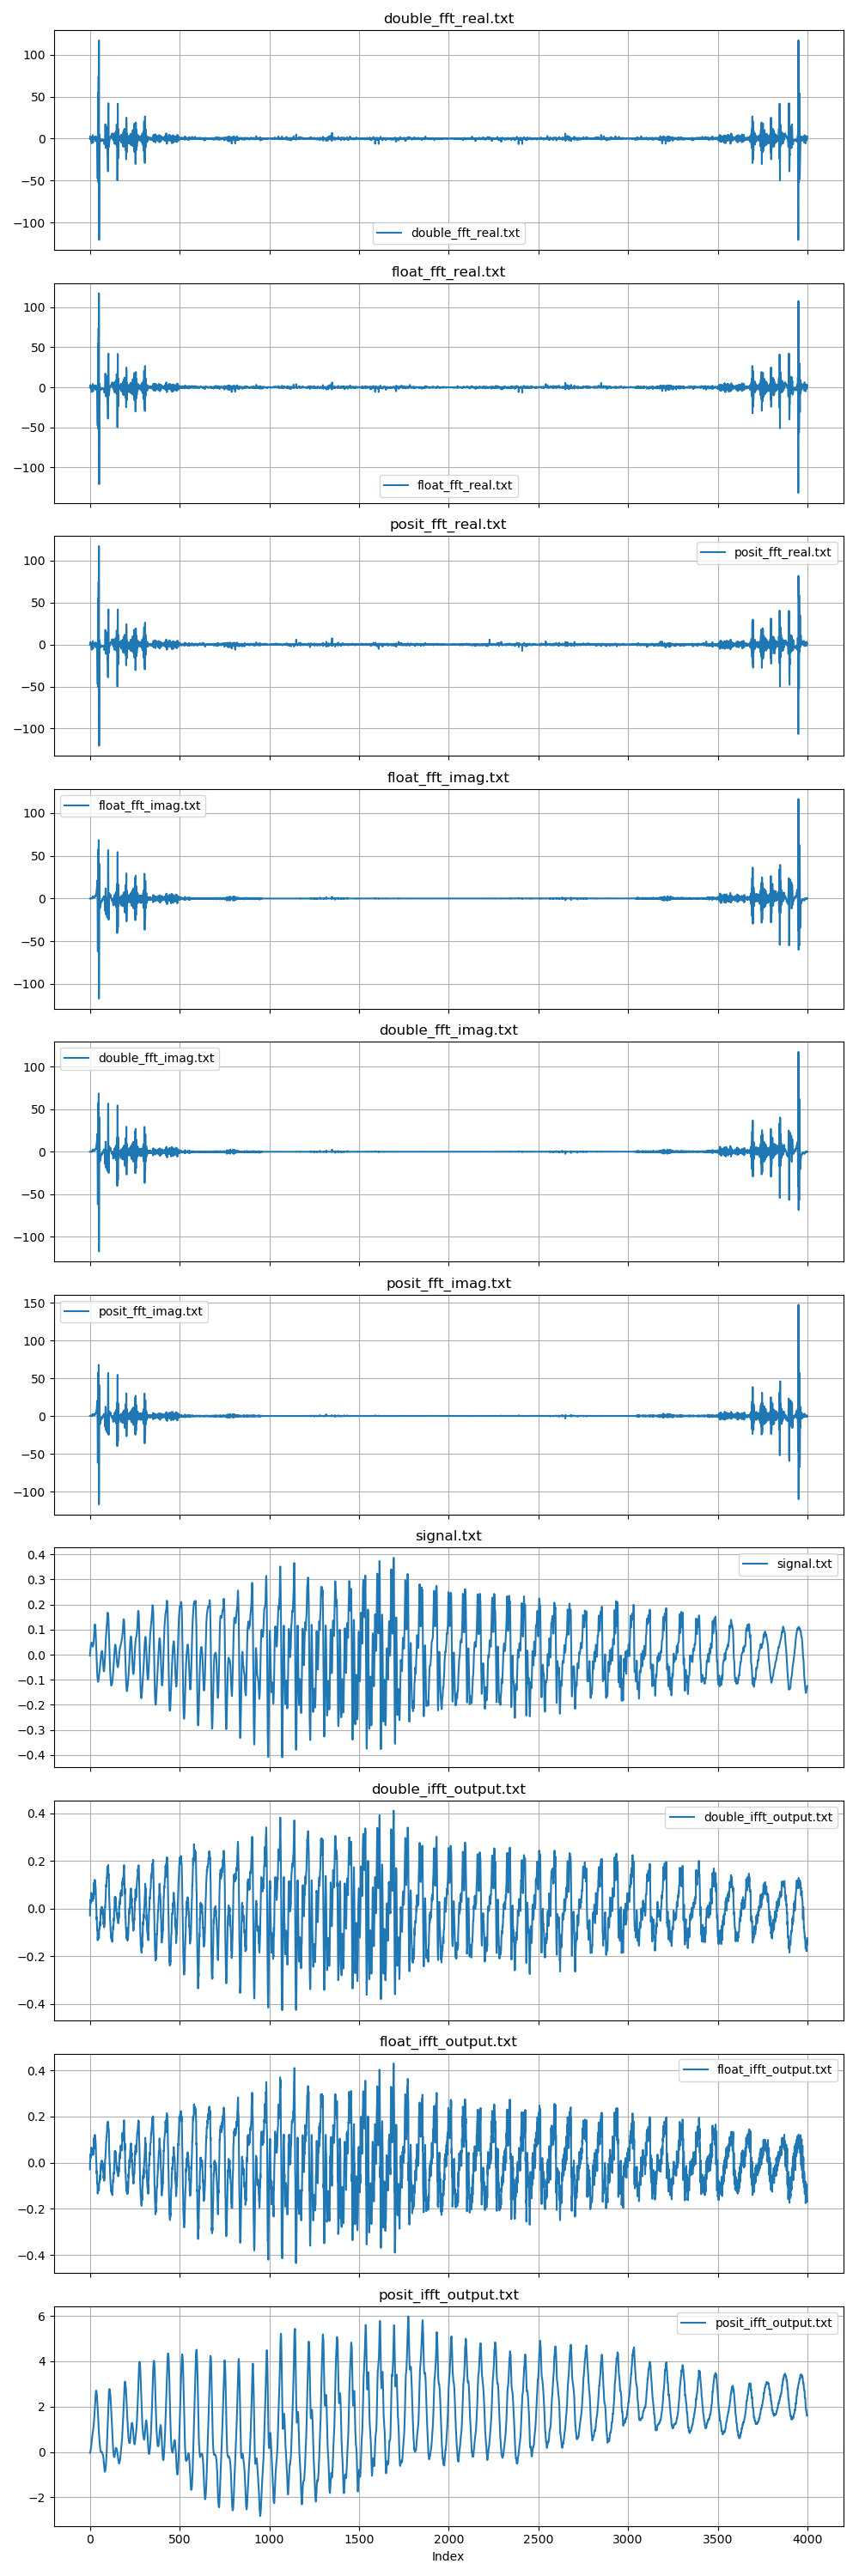 double_fft_real.txt
100
50
0
−50
−100
double_fft_real.txt
float_fft_real.txt
100
50
0
−50
−100
float_fft_real.txt
posit_fft_real.txt
100
50
0
−50
−100
posit_fft_real.txt
float_fft_imag.txt
100
50
0
−50
−100
float_fft_imag.txt
double_fft_imag.txt
100
50
0
−50
−100
double_fft_imag.txt
posit_fft_imag.txt
150
100
50
0
−50
−100
posit_fft_imag.txt
signal.txt
0.4
0.3
0.2
0.1
0.0
−0.1
−0.2
−0.3
−0.4
signal.txt
double_ifft_output.txt
0.4
0.2
0.0
−0.2
−0.4
double_ifft_output.txt
float_ifft_output.txt
0.4
0.2
0.0
−0.2
−0.4
float_ifft_output.txt
posit_ifft_output.txt
6
4
2
0
−2
posit_ifft_output.txt
0 500 1000 1500 2000 2500 3000 3500 4000
Index